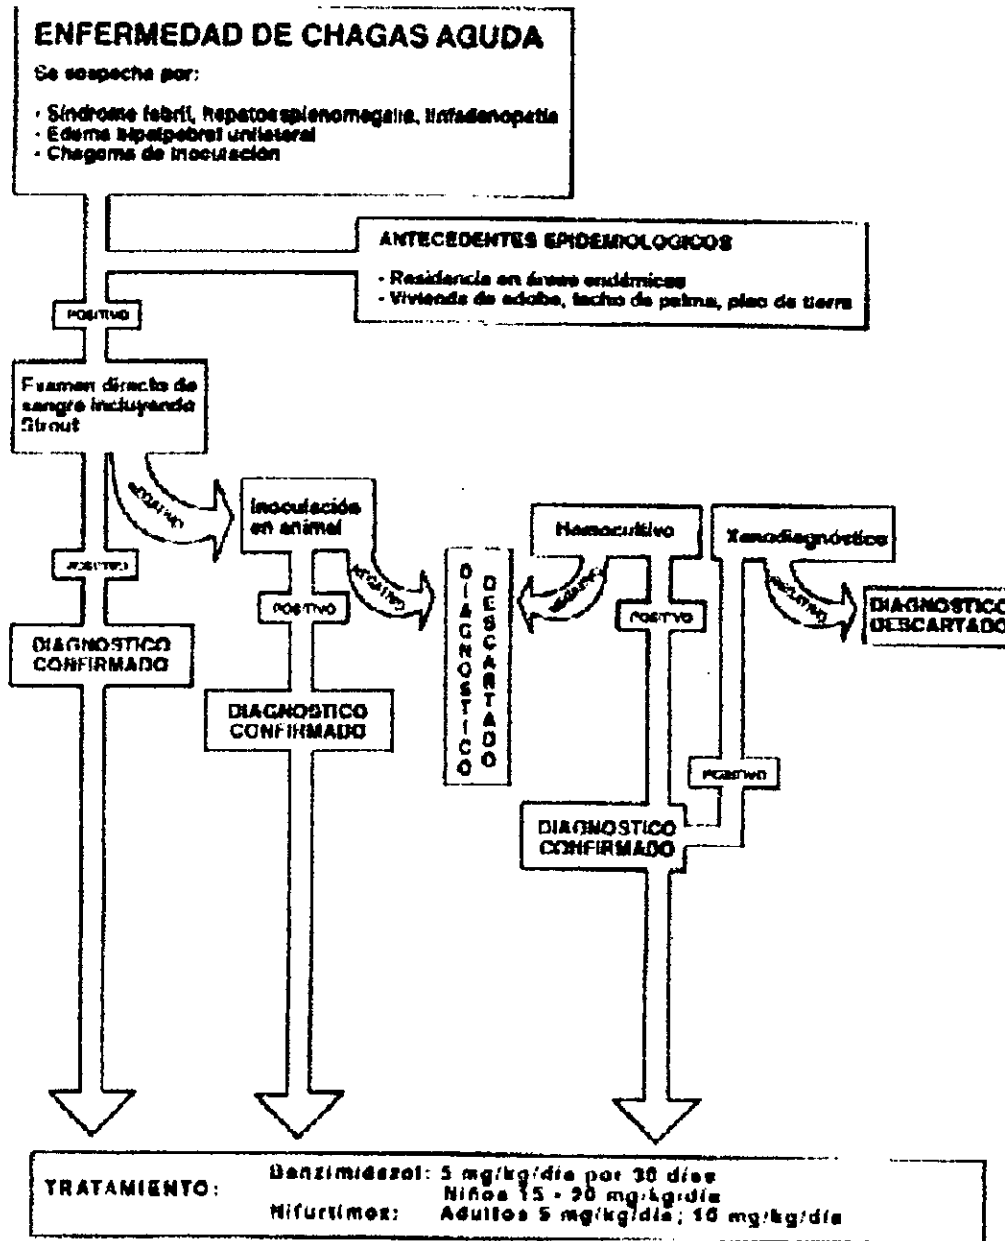 ENFERMEDAD DE CHAGAS AGUDA
Se sospecha por:
- Síndrome febril, hepatoesplenomegalia, linfadenopatía
- Edema bipalpebral unilateral
- Chagoma de inoculación
ANTECEDENTES EPIDEMIOLOGICOS
- Residencia en áreas endémicas
- Vivienda de adobe, techo de palma, piso de tierra
POSITIVO
Examen directo de
sangre incluyendo
Strout
NEGATIVO
POSITIVO
DIAGNOSTICO
CONFIRMADO
Inoculación
en animal
NEGATIVO
POSITIVO
DIAGNOSTICO
CONFIRMADO
DIAGNOSTICO
DESCARTADO
Hemocultivo
NEGATIVO
POSITIVO
Xenodiagnóstico
NEGATIVO
DIAGNOSTICO
DESCARTADO
POSITIVO
DIAGNOSTICO
CONFIRMADO
TRATAMIENTO:
Benzimidazol: 5 mg/kg/día por 30 días
Niños 15 - 20 mg/kg/día
Nifurtimox: Adultos 5 mg/kg/día; 10 mg/kg/día